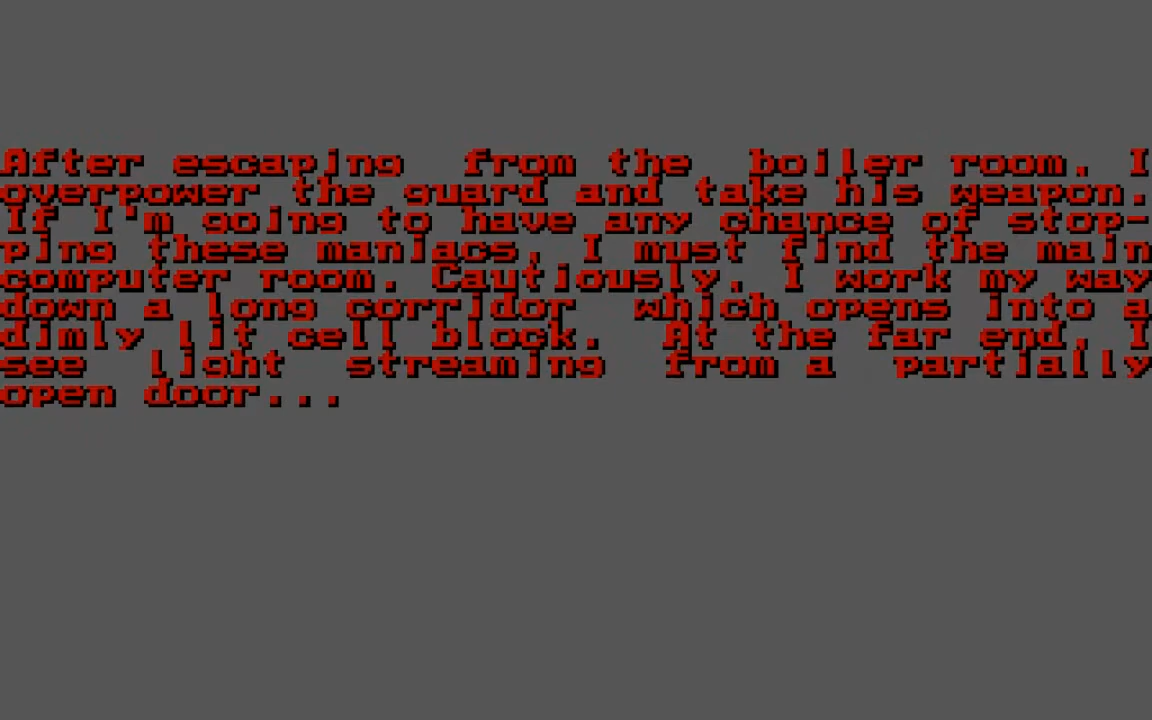 After escaping from the boiler room, I
overpower the guard and take his weapon.
If I'm going to have any chance of stop-
ping these maniacs, I must find the main
computer room. Cautiously, I work my way
down a long corridor which opens into a
dimly lit cell block. At the far end, I
see light streaming from a partially
open door...